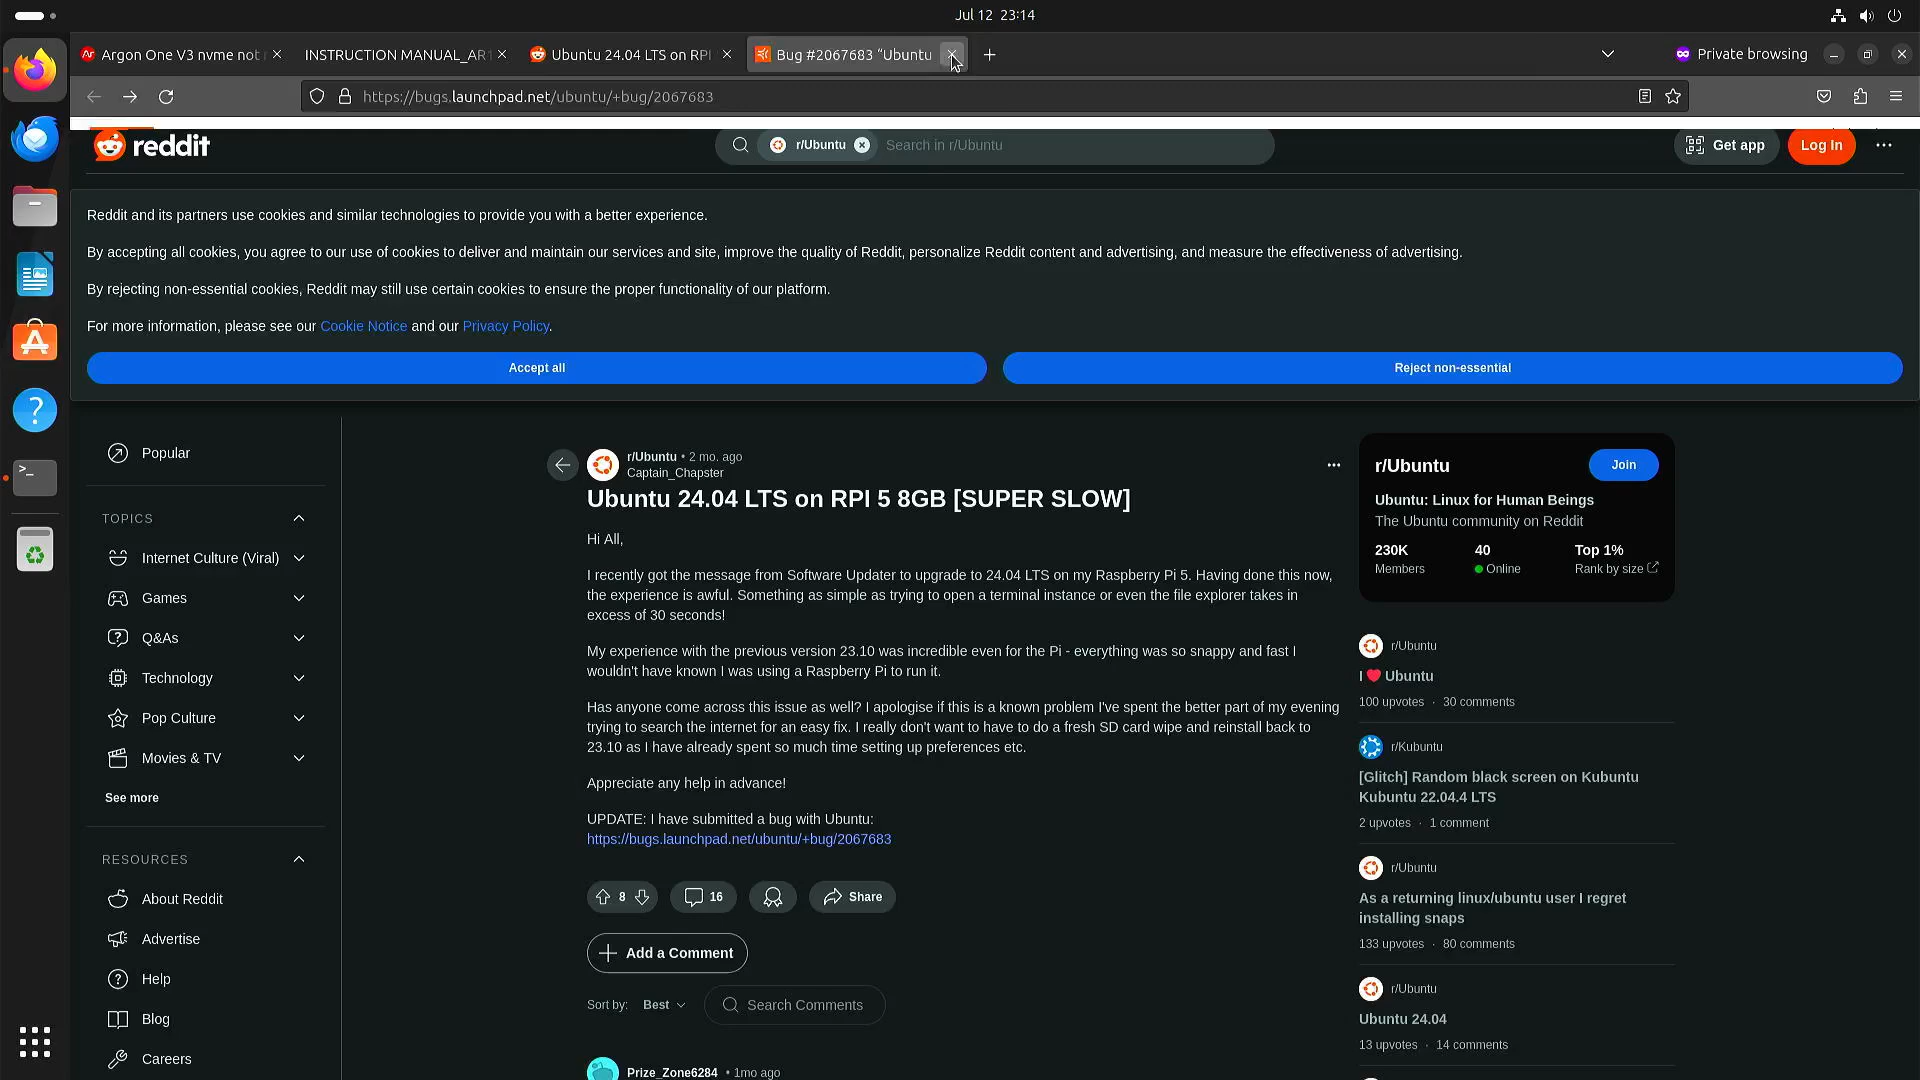 Jul 12 23:14
Argon One V3 nvme not
INSTRUCTION MANUAL_AR1
Ubuntu 24.04 LTS on RPI
Bug #2067683 “Ubuntu
Private browsing
https://bugs.launchpad.net/ubuntu/+bug/2067683
reddit
r/Ubuntu
Search in r/Ubuntu
Get app
Log In
Reddit and its partners use cookies and similar technologies to provide you with a better experience.
By accepting all cookies, you agree to our use of cookies to deliver and maintain our services and site, improve the quality of Reddit, personalize Reddit content and advertising, and measure the effectiveness of advertising.
By rejecting non-essential cookies, Reddit may still use certain cookies to ensure the proper functionality of our platform.
For more information, please see our Cookie Notice and our Privacy Policy.
Accept all
Reject non-essential
Popular
TOPICS
Internet Culture (Viral)
Games
Q&As
Technology
Pop Culture
Movies & TV
See more
RESOURCES
About Reddit
Advertise
Help
Blog
Careers
r/Ubuntu • 2 mo. ago
Captain_Chapster
Ubuntu 24.04 LTS on RPI 5 8GB [SUPER SLOW]
Hi All,
I recently got the message from Software Updater to upgrade to 24.04 LTS on my Raspberry Pi 5. Having done this now,
the experience is awful. Something as simple as trying to open a terminal instance or even the file explorer takes in
excess of 30 seconds!
My experience with the previous version 23.10 was incredible even for the Pi - everything was so snappy and fast I
wouldn't have known I was using a Raspberry Pi to run it.
Has anyone come across this issue as well? I apologise if this is a known problem I've spent the better part of my evening
trying to search the internet for an easy fix. I really don't want to have to do a fresh SD card wipe and reinstall back to
23.10 as I have already spent so much time setting up preferences etc.
Appreciate any help in advance!
UPDATE: I have submitted a bug with Ubuntu:
https://bugs.launchpad.net/ubuntu/+bug/2067683
8
16
Share
Add a Comment
Sort by: Best
Search Comments
Prize_Zone6284 • 1mo ago
r/Ubuntu
Join
Ubuntu: Linux for Human Beings
The Ubuntu community on Reddit
230K 40 Top 1%
Members Online Rank by size
r/Ubuntu
I ❤️ Ubuntu
100 upvotes · 30 comments
r/Kubuntu
[Glitch] Random black screen on Kubuntu
Kubuntu 22.04.4 LTS
2 upvotes · 1 comment
r/Ubuntu
As a returning linux/ubuntu user I regret
installing snaps
133 upvotes · 80 comments
r/Ubuntu
Ubuntu 24.04
13 upvotes · 14 comments